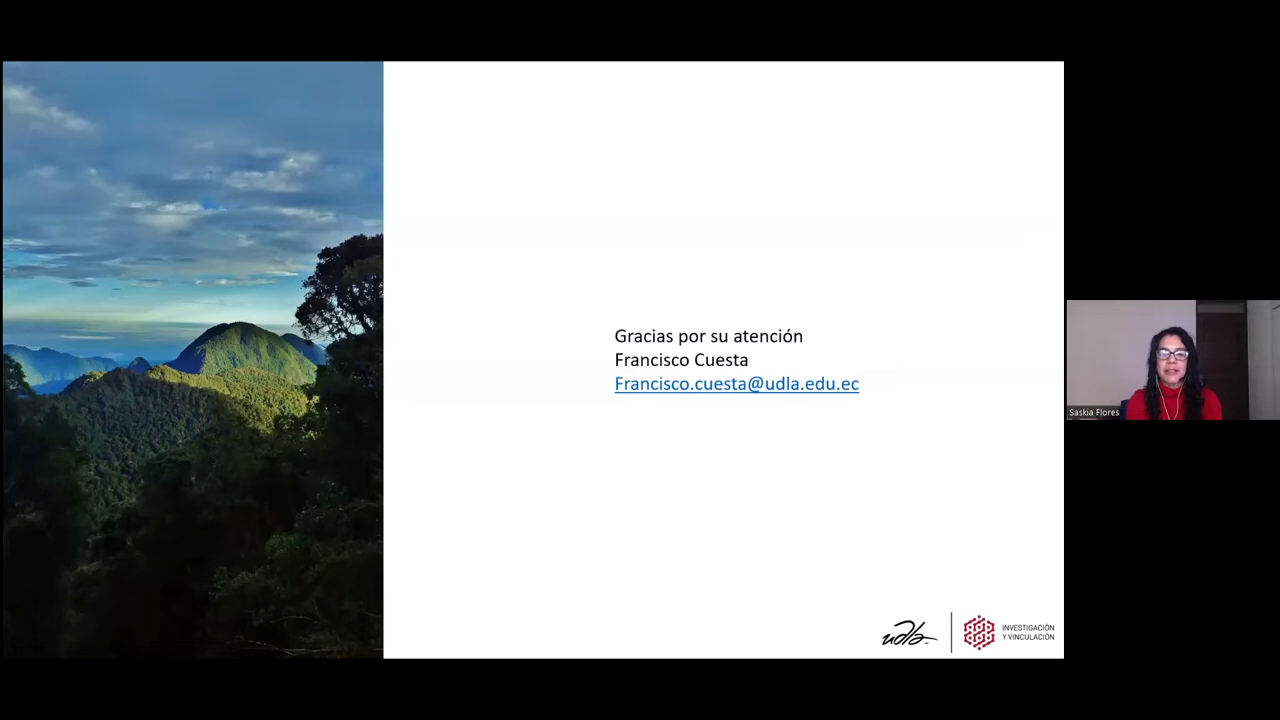 Gracias por su atención
Francisco Cuesta
Francisco.cuesta@udla.edu.ec
Saskia Flores
udla
INVESTIGACIÓN
Y VINCULACIÓN